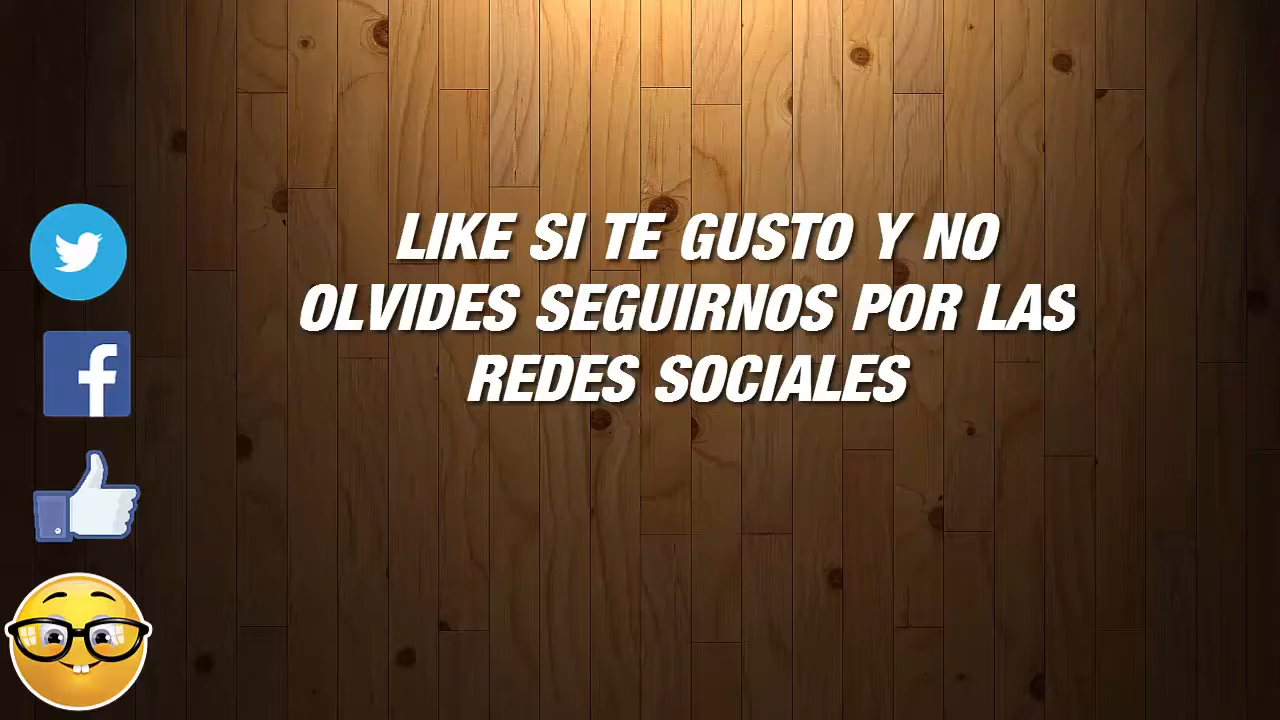 LIKE SI TE GUSTO Y NO
OLVIDES SEGUIRNOS POR LAS
REDES SOCIALES